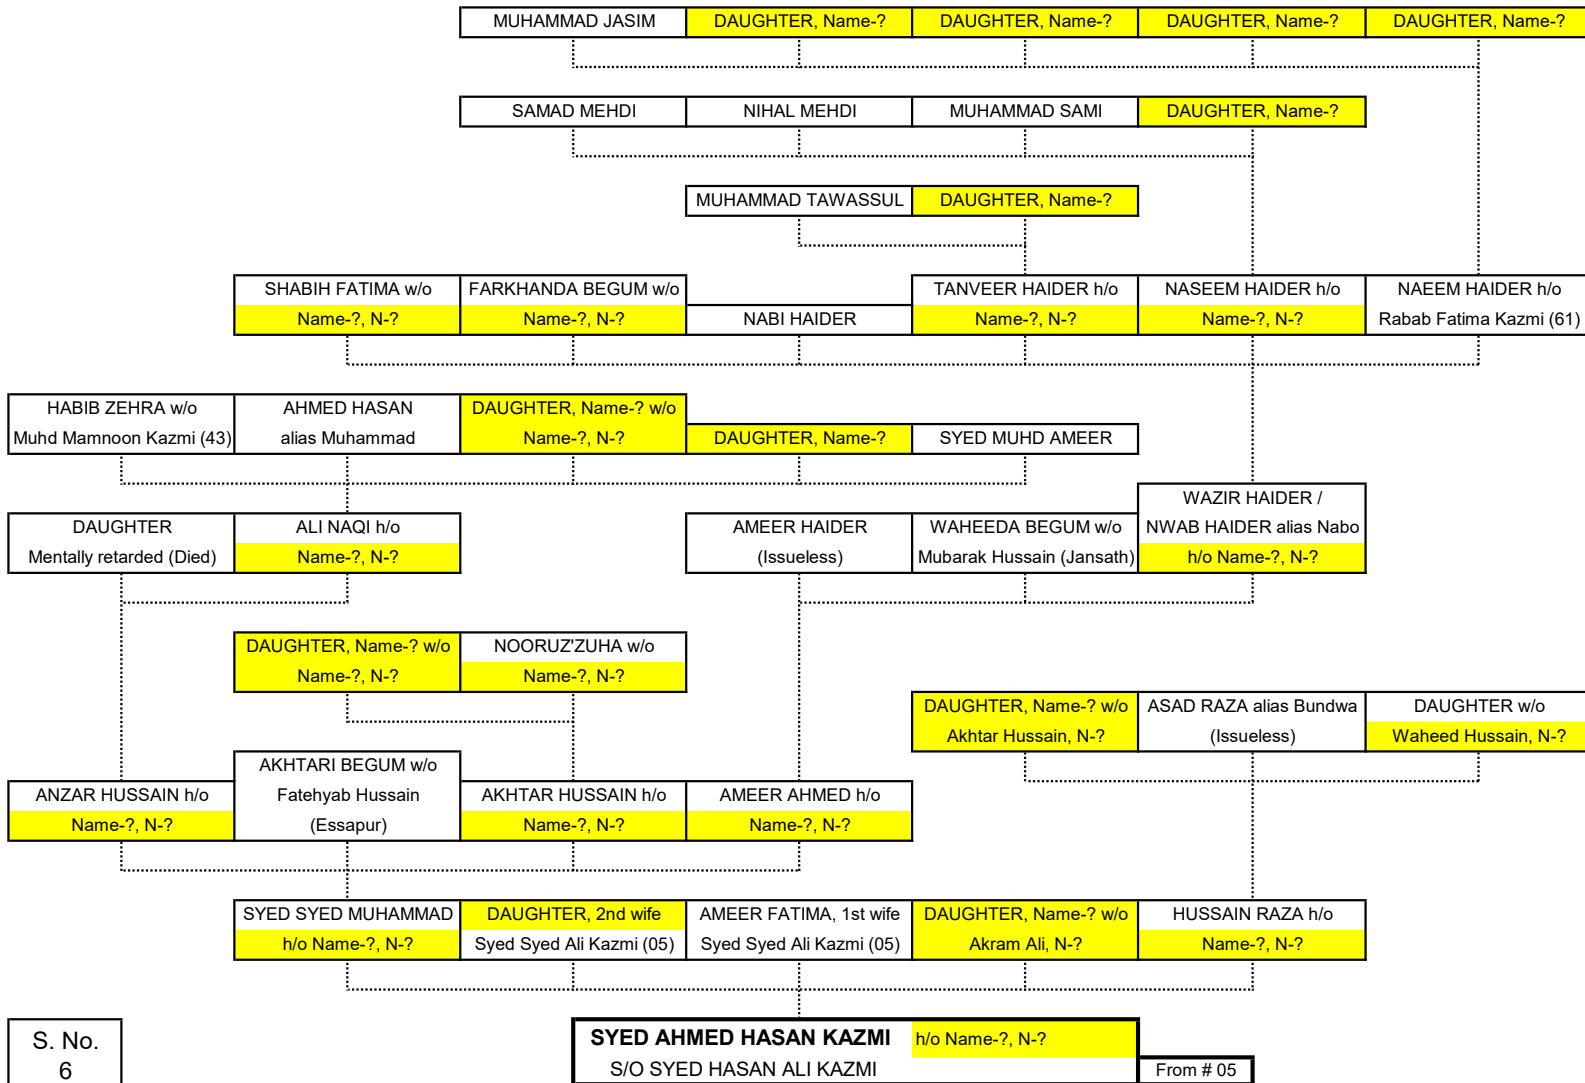 MUHAMMAD JASIM
DAUGHTER, Name-?
DAUGHTER, Name-?
DAUGHTER, Name-?
DAUGHTER, Name-?
SAMAD MEHDI
NIHAL MEHDI
MUHAMMAD SAMI
DAUGHTER, Name-?
MUHAMMAD TAWASSUL
DAUGHTER, Name-?
SHABIH FATIMA w/o
Name-?, N-?
FARKHANDA BEGUM w/o
Name-?, N-?
NABI HAIDER
TANVEER HAIDER h/o
Name-?, N-?
NASEEM HAIDER h/o
Name-?, N-?
NAEEM HAIDER h/o
Rabab Fatima Kazmi (61)
HABIB ZEHRA w/o
Muhd Mamnoon Kazmi (43)
AHMED HASAN
alias Muhammad
DAUGHTER, Name-? w/o
Name-?, N-?
DAUGHTER, Name-?
SYED MUHD AMEER
DAUGHTER
Mentally retarded (Died)
ALI NAQI h/o
Name-?, N-?
AMEER HAIDER
(Issueless)
WAHEEDA BEGUM w/o
Mubarak Hussain (Jansath)
WAZIR HAIDER /
NWAB HAIDER alias Nabo
h/o Name-?, N-?
DAUGHTER, Name-? w/o
Name-?, N-?
NOORUZ'ZUHA w/o
Name-?, N-?
DAUGHTER, Name-? w/o
Akhtar Hussain, N-?
ASAD RAZA alias Bundwa
(Issueless)
DAUGHTER w/o
Waheed Hussain, N-?
ANZAR HUSSAIN h/o
Name-?, N-?
AKHTARI BEGUM w/o
Fatehyab Hussain
(Essapur)
AKHTAR HUSSAIN h/o
Name-?, N-?
AMEER AHMED h/o
Name-?, N-?
SYED SYED MUHAMMAD
h/o Name-?, N-?
DAUGHTER, 2nd wife
Syed Syed Ali Kazmi (05)
AMEER FATIMA, 1st wife
Syed Syed Ali Kazmi (05)
DAUGHTER, Name-? w/o
Akram Ali, N-?
HUSSAIN RAZA h/o
Name-?, N-?
S. No.
6
SYED AHMED HASAN KAZMI h/o Name-?, N-?
S/O SYED HASAN ALI KAZMI
From # 05